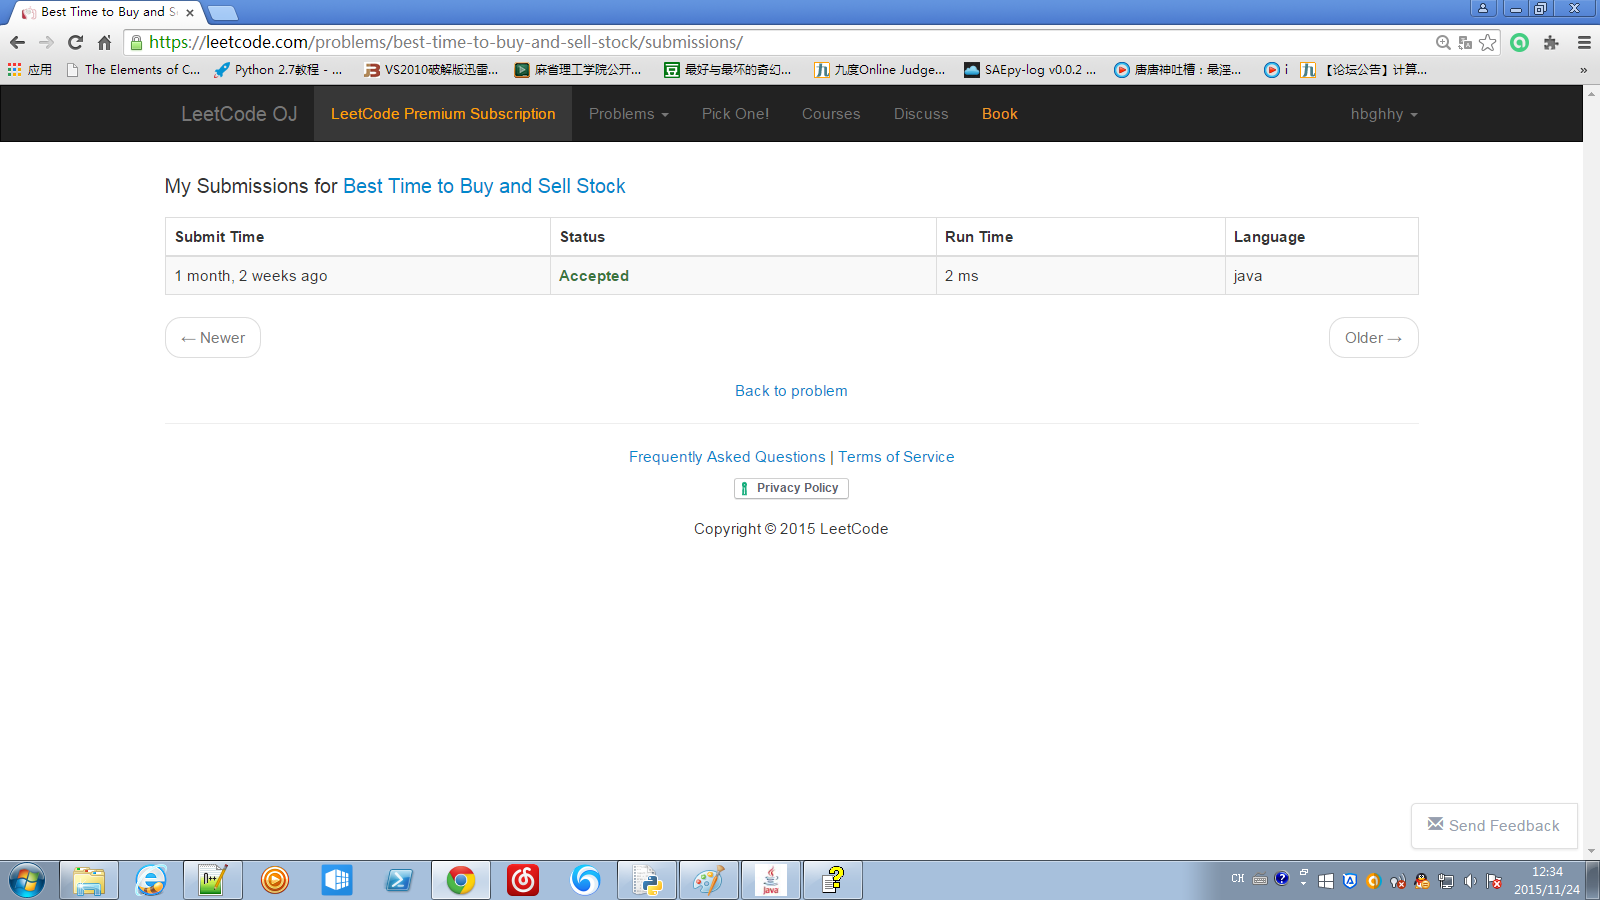 Best Time to Buy and S
https://leetcode.com/problems/best-time-to-buy-and-sell-stock/submissions/
应用 The Elements of C... Python 2.7教程 - ... VS2010破解版迅雷... 麻省理工学院公开... 最好与最坏的奇幻... 九度Online Judge... SAEpy-log v0.0.2 ... 唐唐神吐槽：最淫... i 【论坛公告】计算... »
LeetCode OJ LeetCode Premium Subscription Problems Pick One! Courses Discuss Book hbghhy
My Submissions for Best Time to Buy and Sell Stock
Submit Time Status Run Time Language
1 month, 2 weeks ago Accepted 2 ms java
← Newer Older →
Back to problem
Frequently Asked Questions | Terms of Service
Privacy Policy
Copyright © 2015 LeetCode
Send Feedback
CH 12:34
2015/11/24